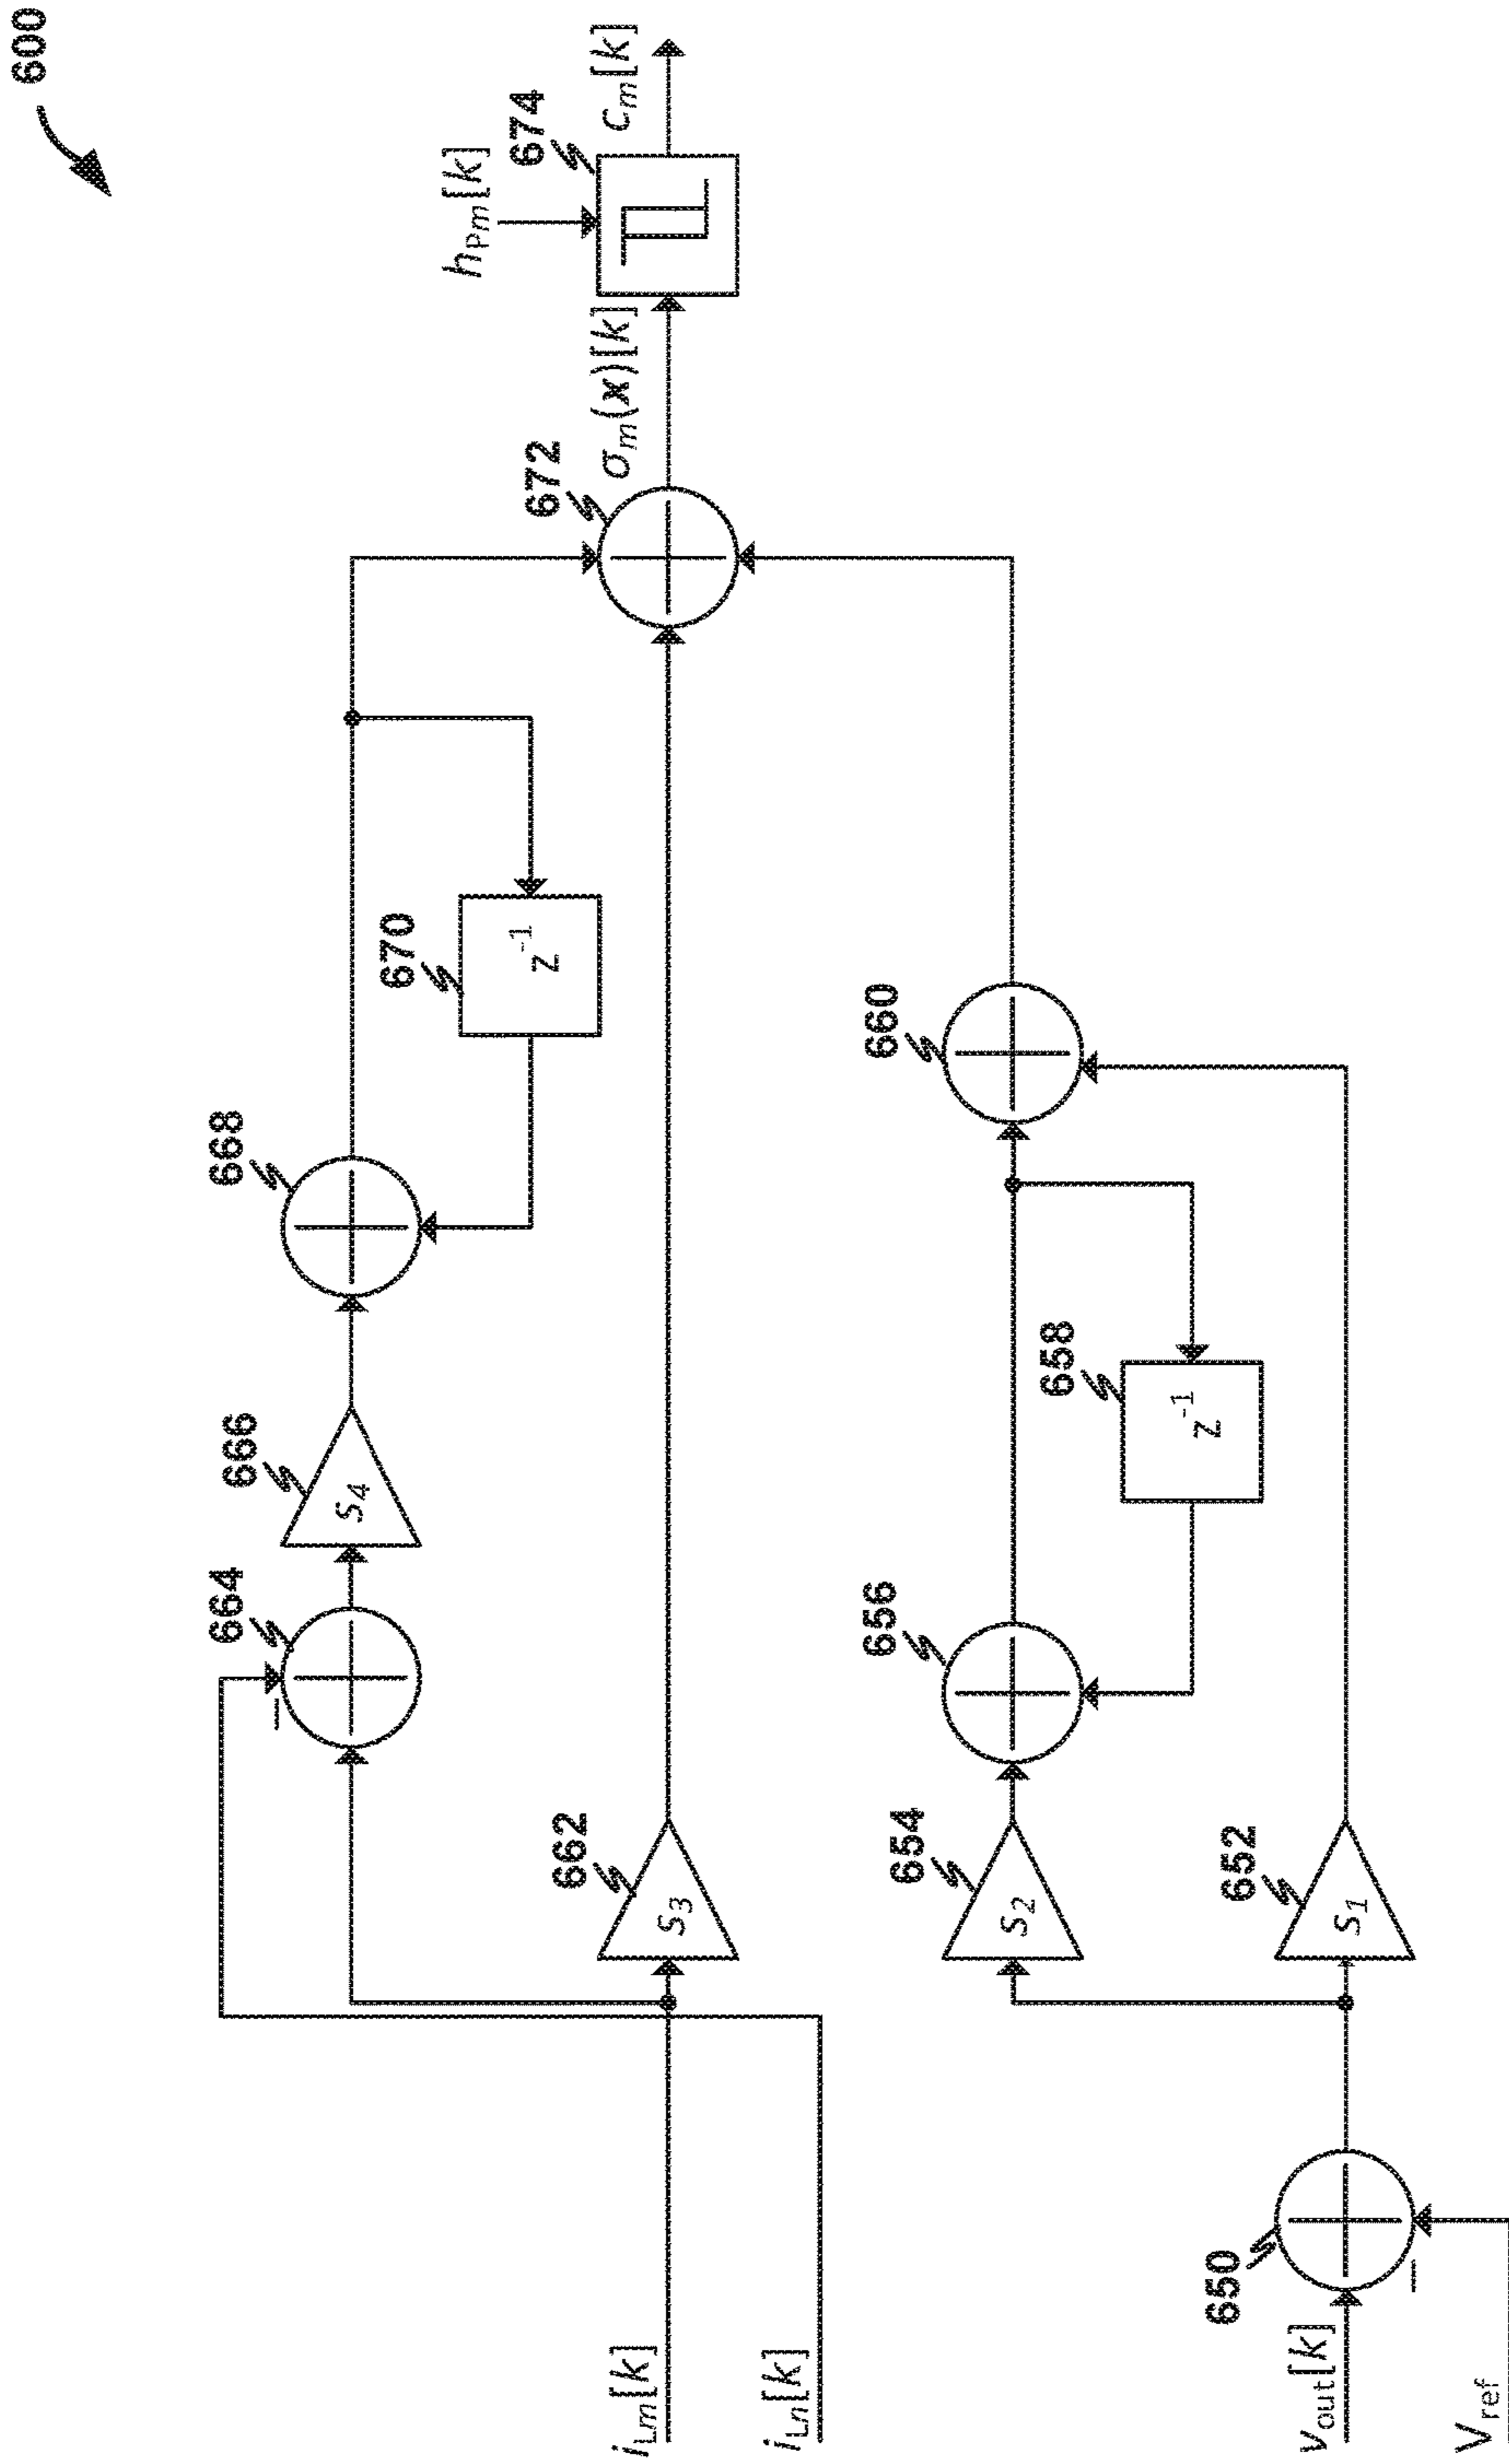 600
674
h_Pm[k]
c_m[k]
672
σ_m(x)[k]
670
z^-1
668
660
666
s_4
658
z^-1
664
656
662
s_3
654
s_2
652
s_1
650
i_Lm[k]
i_Ln[k]
v_out[k]
V_ref
−
−